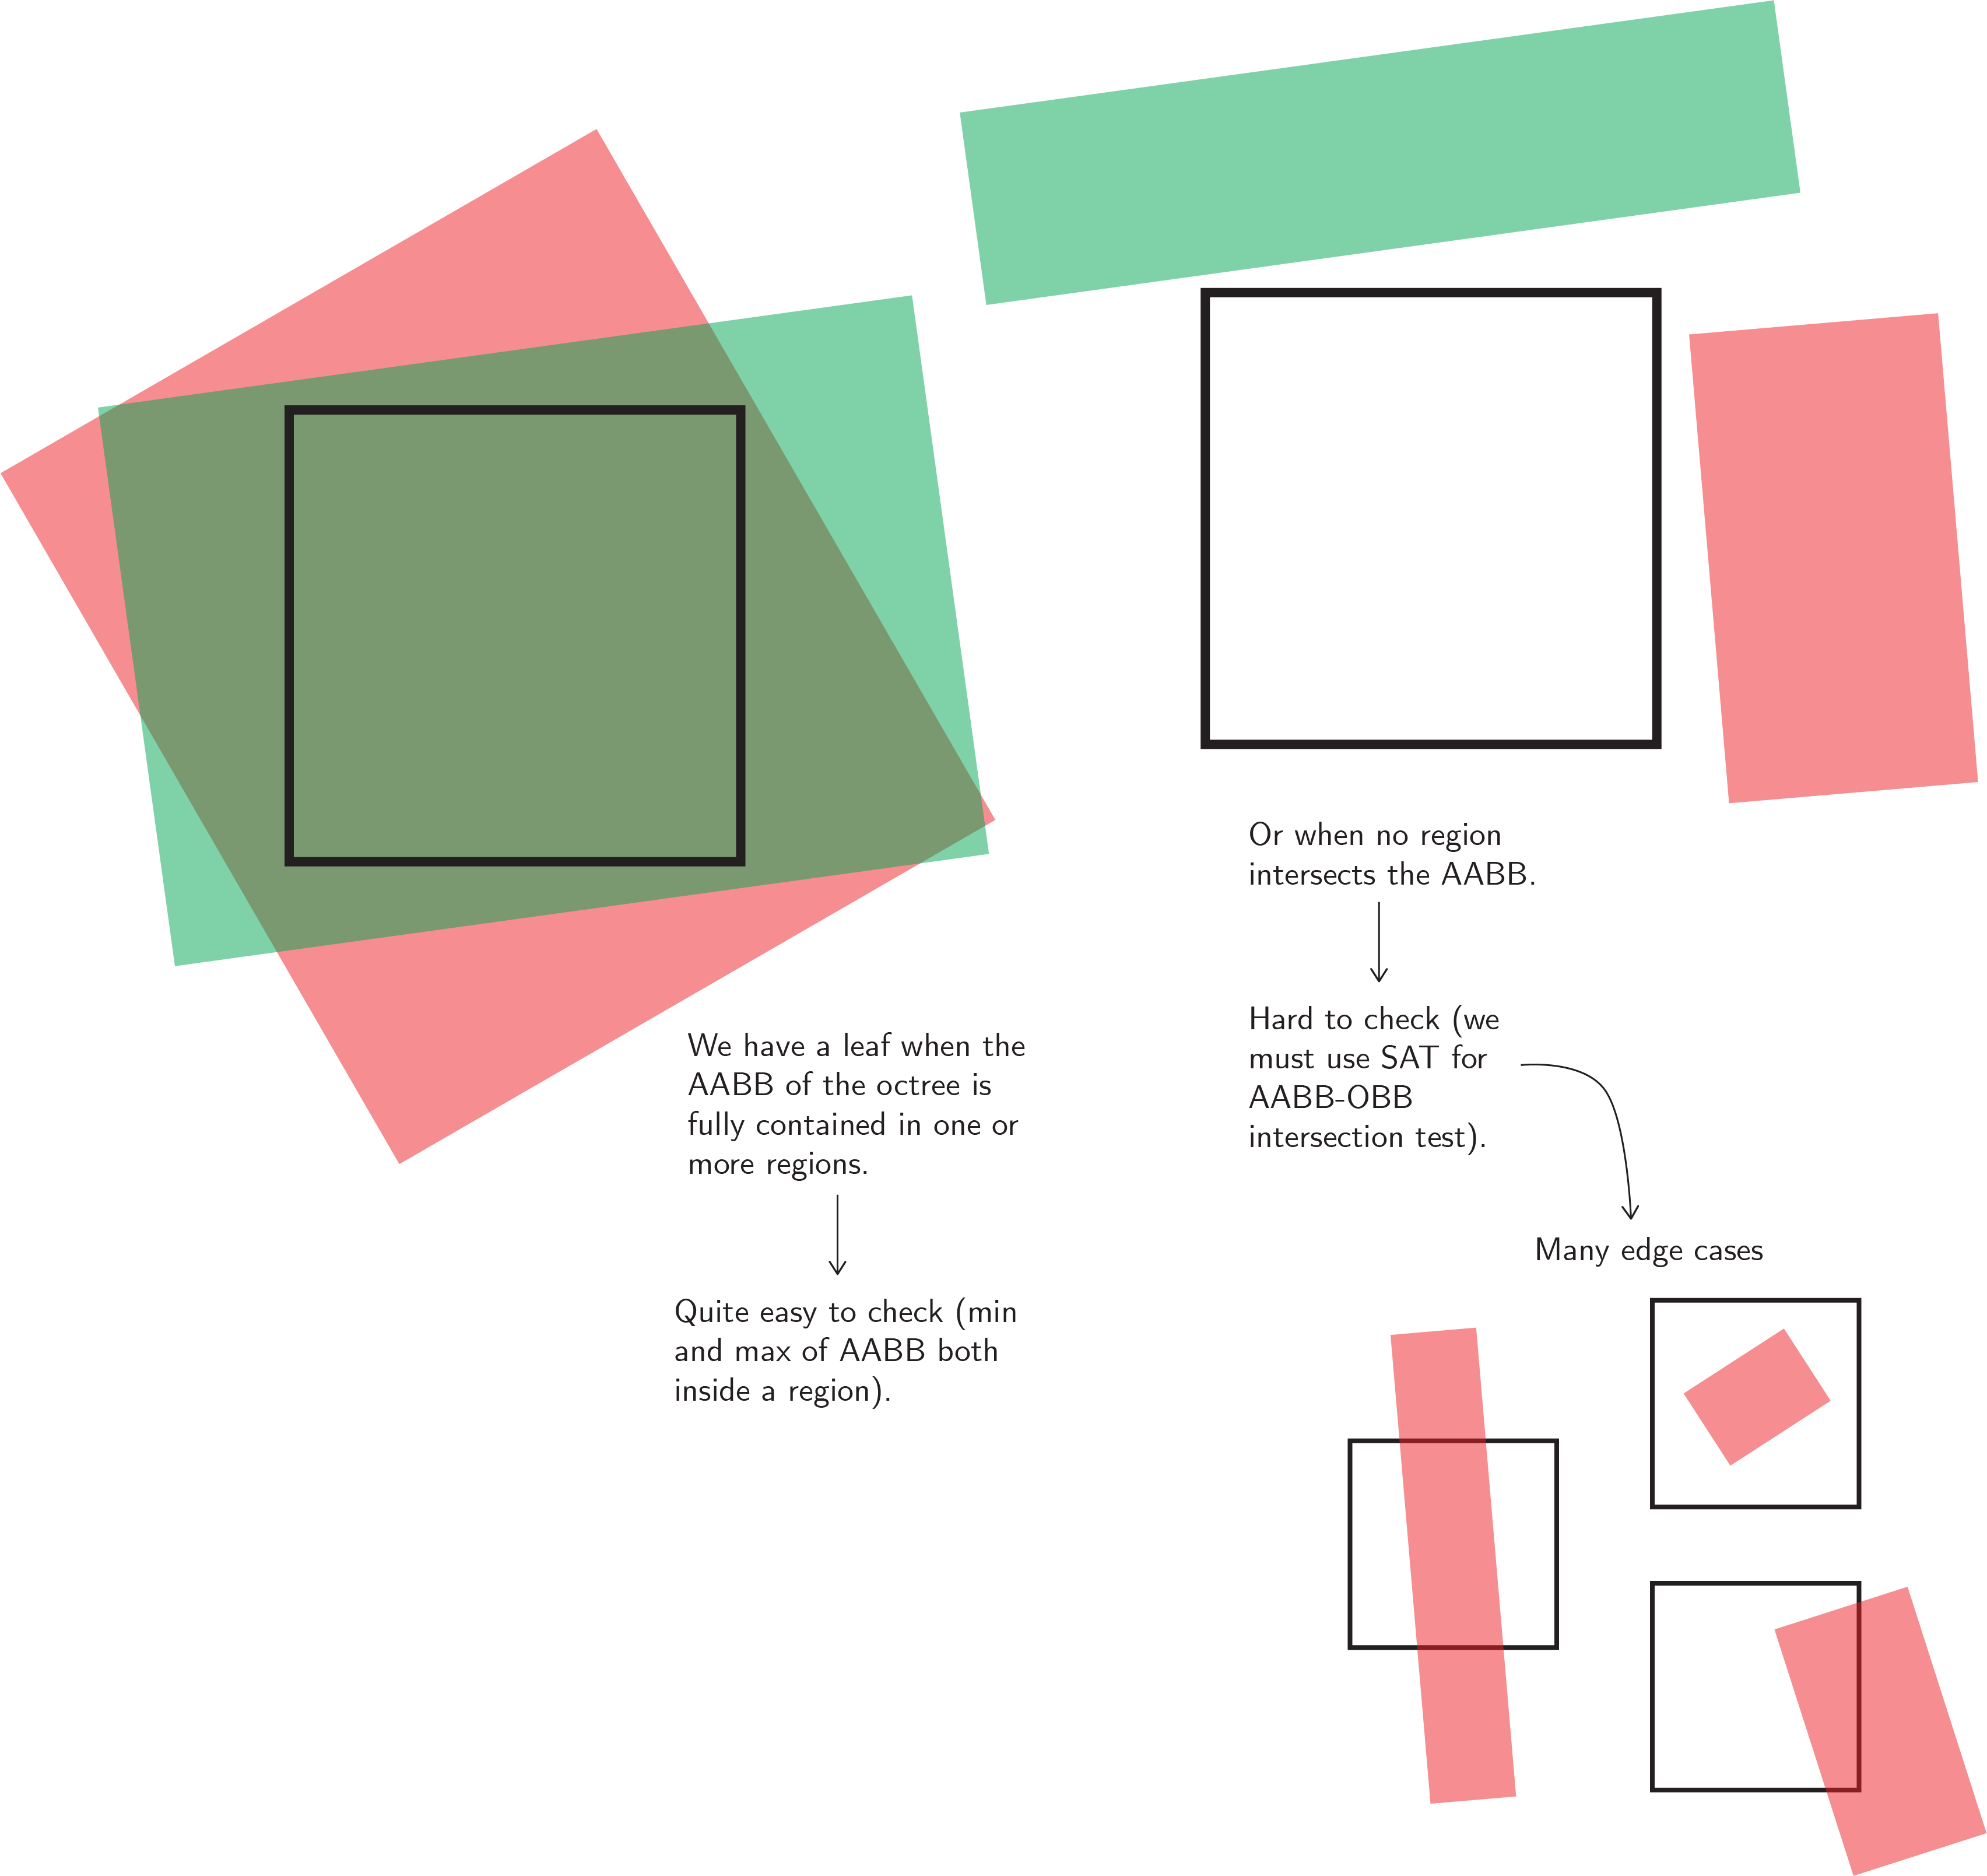 We have a leaf when the
AABB of the octree is
fully contained in one or
more regions.
Quite easy to check (min
and max of AABB both
inside a region).
Or when no region
intersects the AABB.
Hard to check (we
must use SAT for
AABB-OBB
intersection test).
Many edge cases